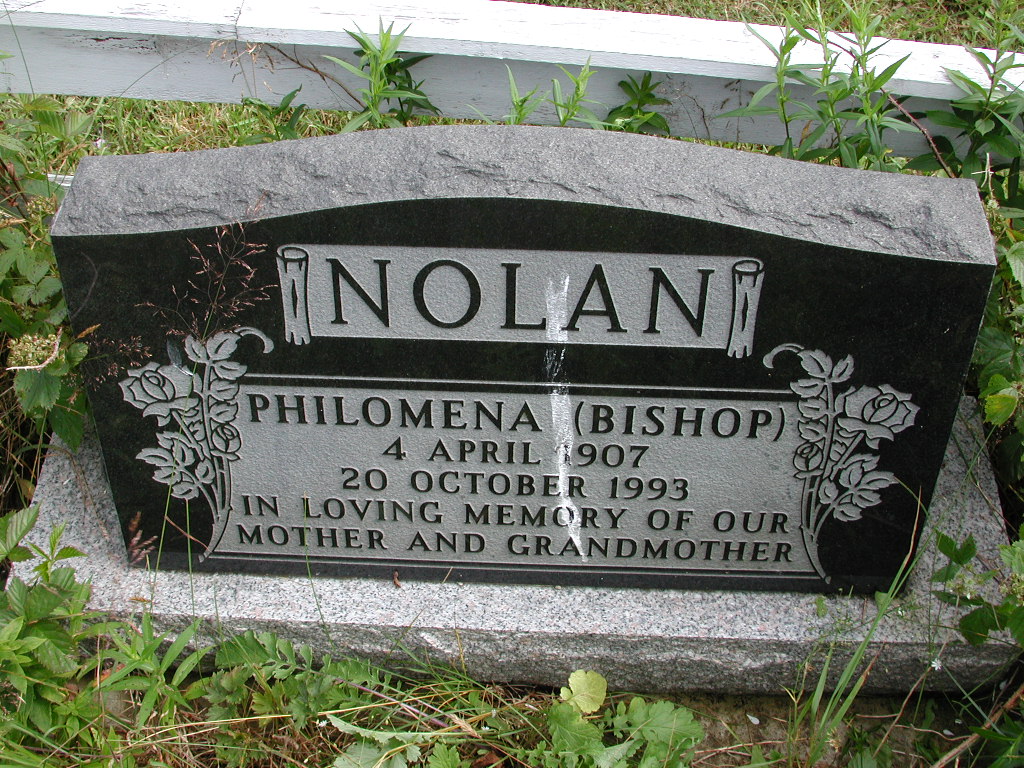 NOLAN
PHILOMENA (BISHOP)
4 APRIL 1907
20 OCTOBER 1993
IN LOVING MEMORY OF OUR
MOTHER AND GRANDMOTHER